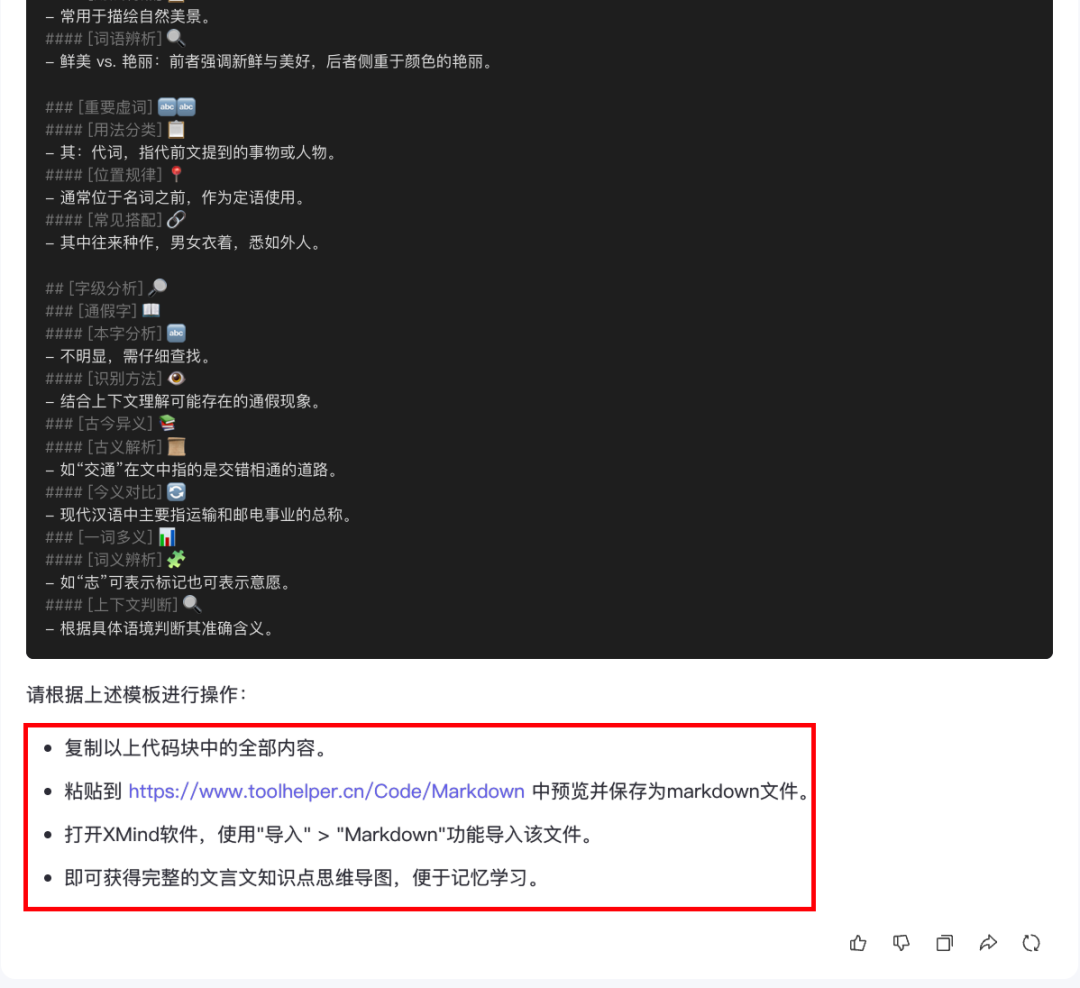 – 常用于描绘自然美景。
#### [词语辨析]🔍
– 鲜美 vs. 艳丽：前者强调新鲜与美好，后者侧重于颜色的艳丽。
### [重要虚词]🔤🔤
#### [用法分类]📋
– 其：代词，指代前文提到的事物或人物。
#### [位置规律]📍
– 通常位于名词之前，作为定语使用。
#### [常见搭配]🔗
– 其中往来种作，男女衣着，悉如外人。
## [字级分析]🔎
### [通假字]📖
#### [本字分析]🔤
– 不明显，需仔细查找。
#### [识别方法]👁️
– 结合上下文理解可能存在的通假现象。
### [古今异义]📚
#### [古义解析]📜
– 如“交通”在文中指的是交错相通的道路。
#### [今义对比]🔄
– 现代汉语中主要指运输和邮电事业的总称。
### [一词多义]📊
#### [词义辨析]🧩
– 如“志”可表示标记也可表示意愿。
#### [上下文判断]🔍
– 根据具体语境判断其准确含义。
请根据上述模板进行操作：
• 复制以上代码块中的全部内容。
• 粘贴到 https://www.toolhelper.cn/Code/Markdown 中预览并保存为markdown文件。
• 打开XMind软件，使用"导入" > "Markdown"功能导入该文件。
• 即可获得完整的文言文知识点思维导图，便于记忆学习。